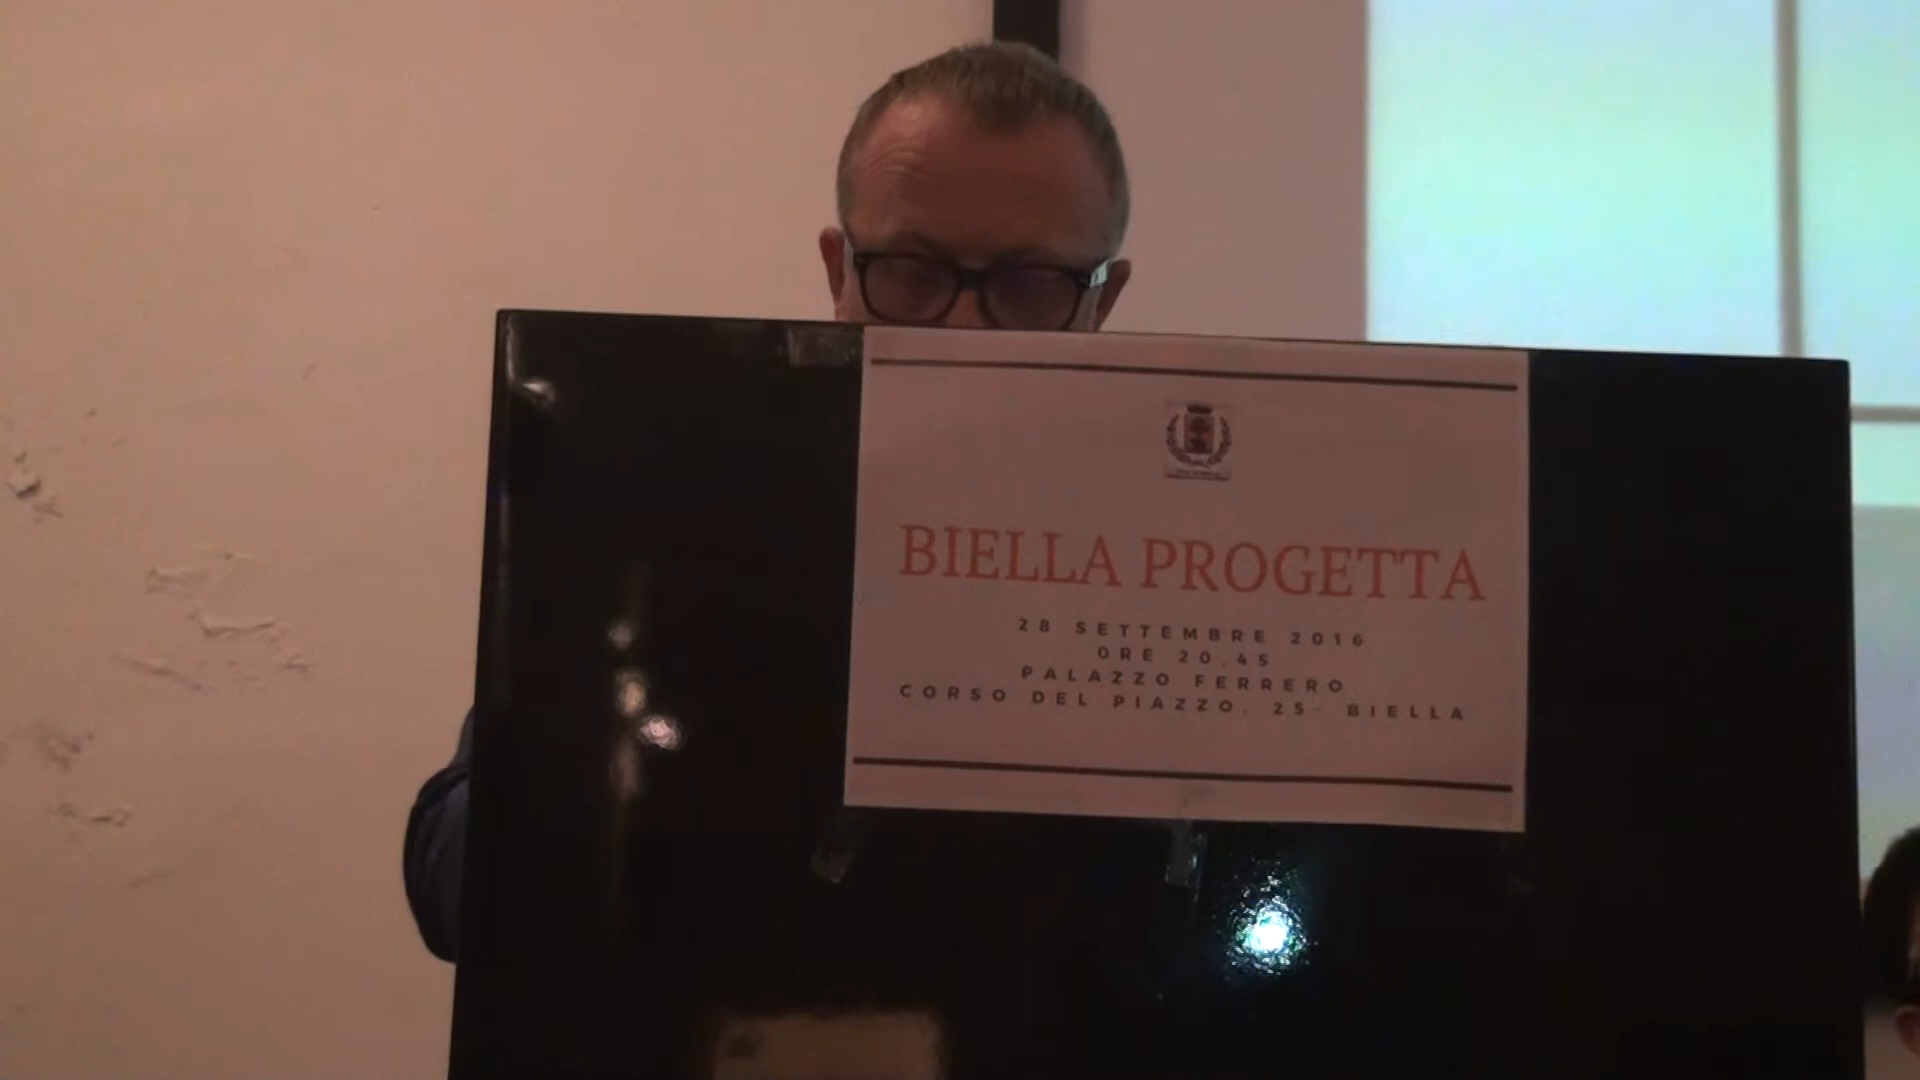 BIELLA PROGETTA
28 SETTEMBRE 2016
ORE 20,45
PALAZZO FERRERO
CORSO DEL PIAZZO, 25- BIELLA